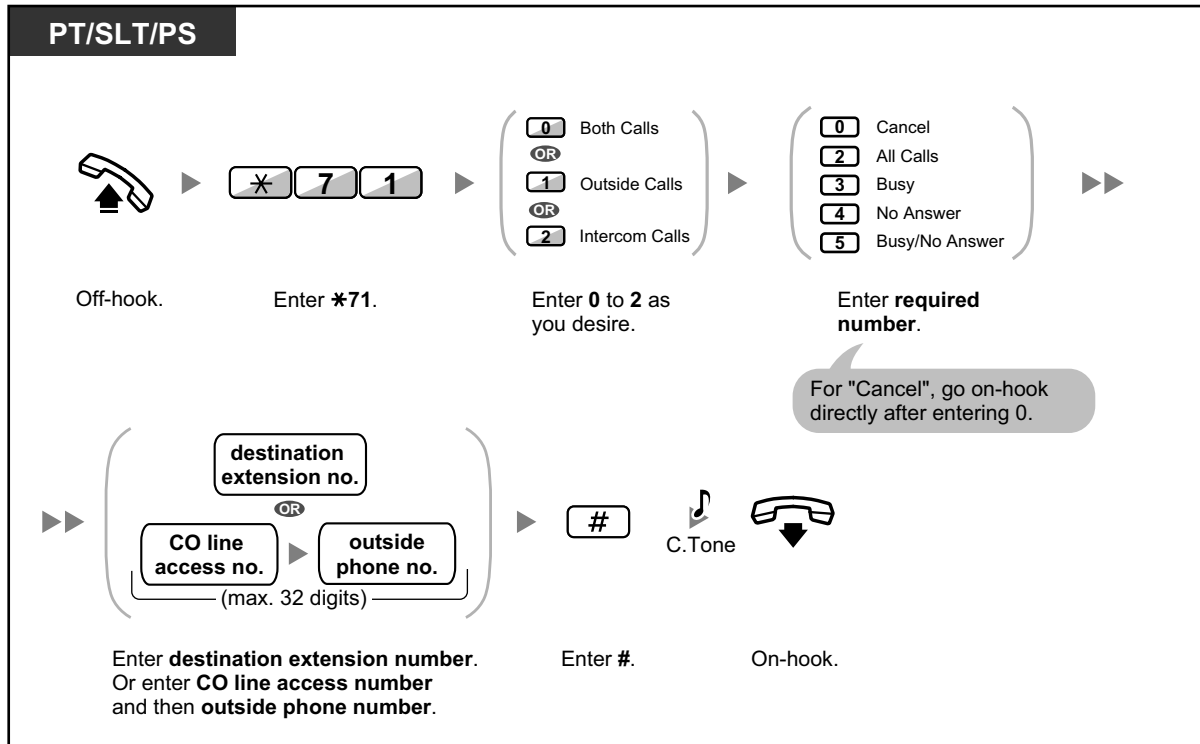 PT/SLT/PS
0 Both Calls
OR
1 Outside Calls
OR
2 Intercom Calls
0 Cancel
2 All Calls
3 Busy
4 No Answer
5 Busy/No Answer
* 7 1
Off-hook.
Enter *71.
Enter 0 to 2 as
you desire.
Enter required
number.
For "Cancel", go on-hook
directly after entering 0.
destination
extension no.
OR
CO line
access no.
outside
phone no.
(max. 32 digits)
#
C.Tone
Enter destination extension number.
Or enter CO line access number
and then outside phone number.
Enter #.
On-hook.